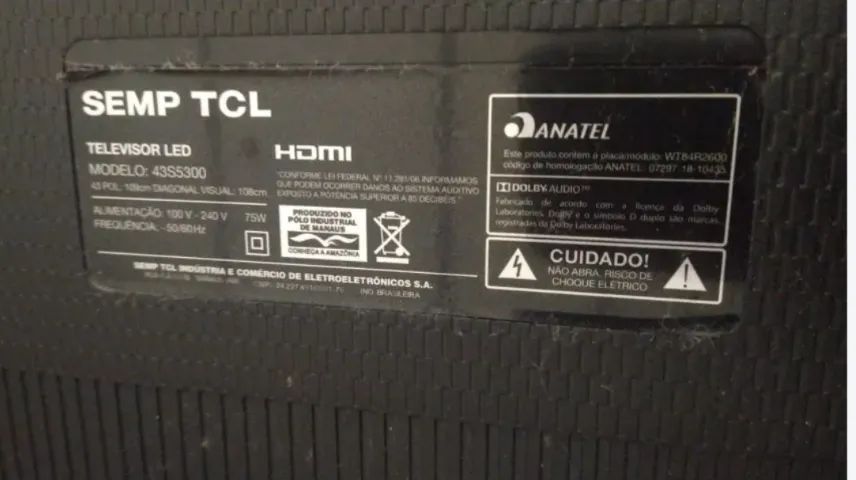 SEMP TCL
TELEVISOR LED
MODELO: 43S5300
43 POL: 109cm DIAGONAL VISUAL: 108cm
ALIMENTAÇÃO: 100 V - 240 V 75W
FREQUÊNCIA: ~50/60Hz
HDMI
"CONFORME LEI FEDERAL Nº 11.291/06 INFORMAMOS
QUE PODEM OCORRER DANOS AO SISTEMA AUDITIVO
EXPOSTO A POTÊNCIA SUPERIOR A 85 DECIBÉIS"
PRODUZIDO NO
PÓLO INDUSTRIAL
DE MANAUS
CONHEÇA A AMAZÔNIA
SEMP TCL INDÚSTRIA E COMÉRCIO DE ELETROELETRÔNICOS S.A.
IND. BRASILEIRA
ANATEL
Este produto contém a placa/módulo: WT84R2600
código de homologação ANATEL: 07297 18-10435
DOLBY AUDIO™
Fabricado de acordo com a licença da Dolby
Laboratories. Dolby e o símbolo D duplo são marcas
registradas da Dolby Laboratories.
CUIDADO!
NÃO ABRA. RISCO DE
CHOQUE ELÉTRICO